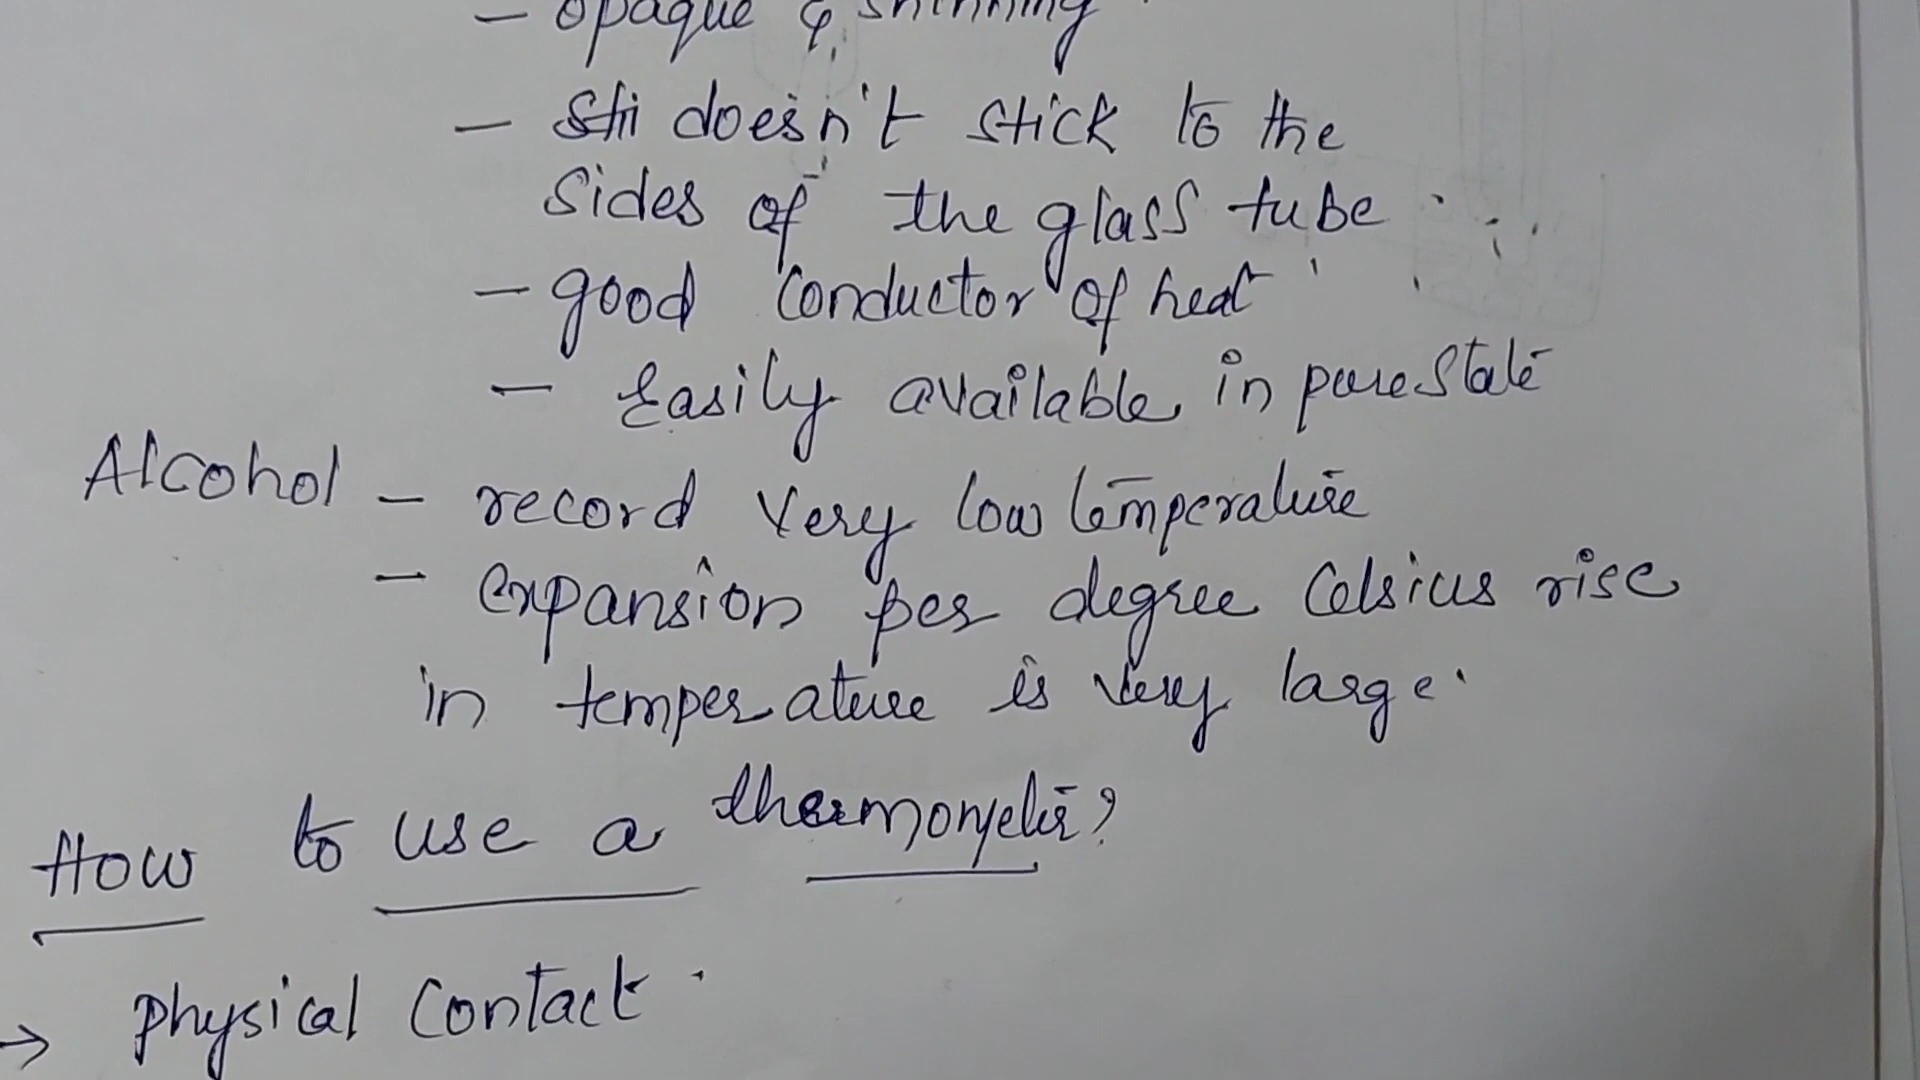 - opaque & shinning
- Sti doesn't stick to the
sides of the glass tube.
- good conductor of heat
- Easily available in pure state
Alcohol - record very low temperature
- expansion per degree Celsius rise
in temperature is very large.
How to use a thermometer?
→ physical contact.